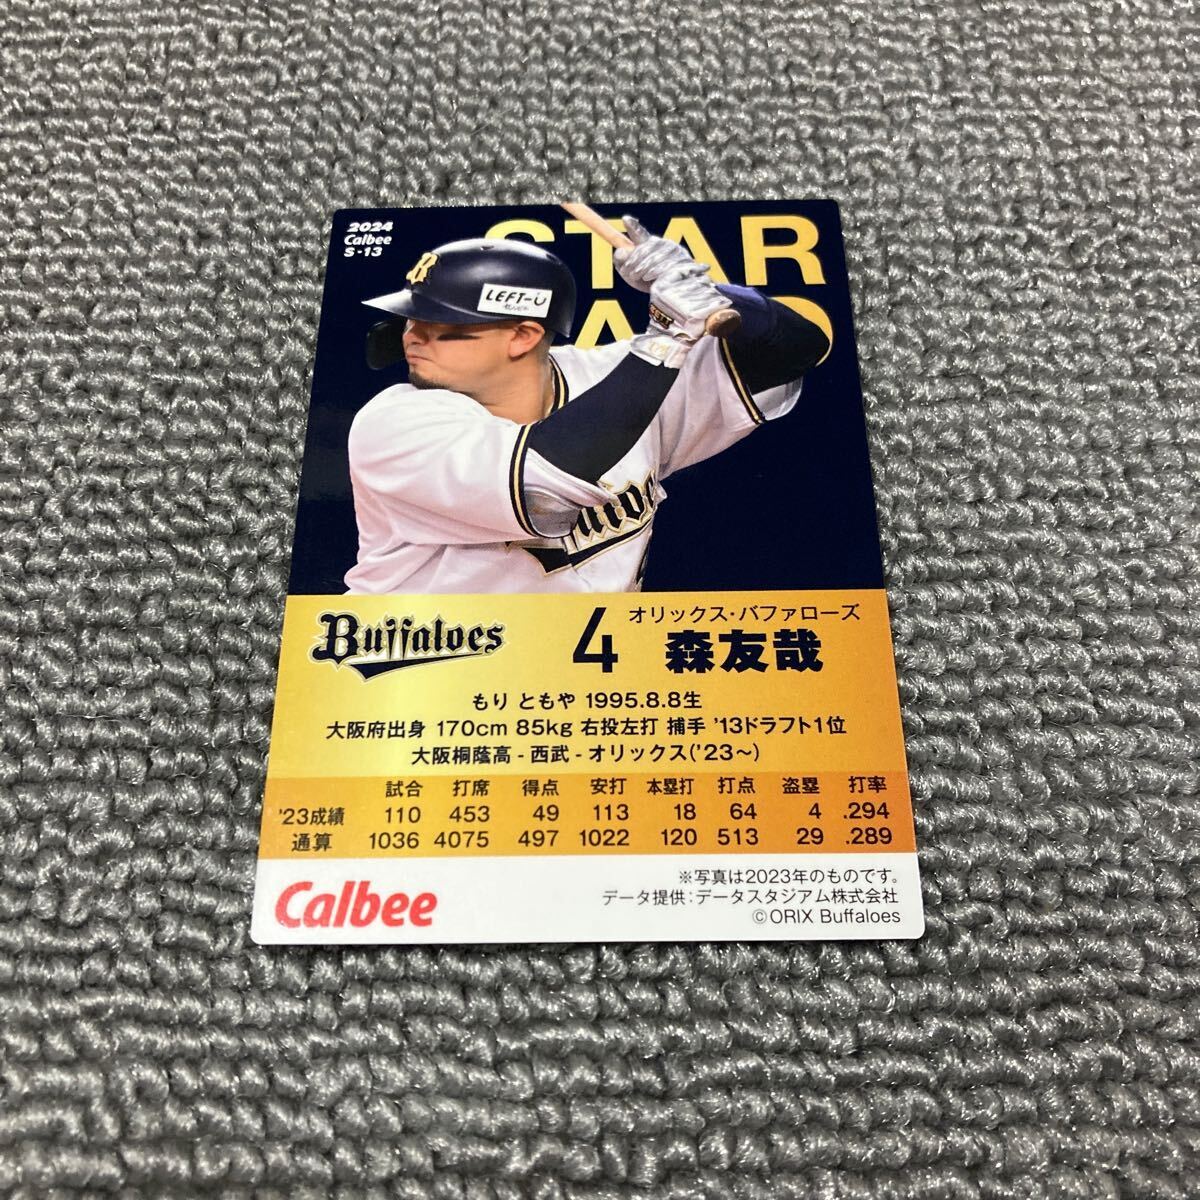 2024
Calbee
S-13
STAR
B
LEFT-U
Buffaloes
4
オリックス・バファローズ
森友哉
もり ともや 1995.8.8生
大阪府出身 170cm 85kg 右投左打 捕手 '13ドラフト1位
大阪桐蔭高 - 西武 - オリックス('23～)
試合 打席 得点 安打 本塁打 打点 盗塁 打率
'23成績 110 453 49 113 18 64 4 .294
通算 1036 4075 497 1022 120 513 29 .289
Calbee
※写真は2023年のものです。
データ提供：データスタジアム株式会社
©ORIX Buffaloes